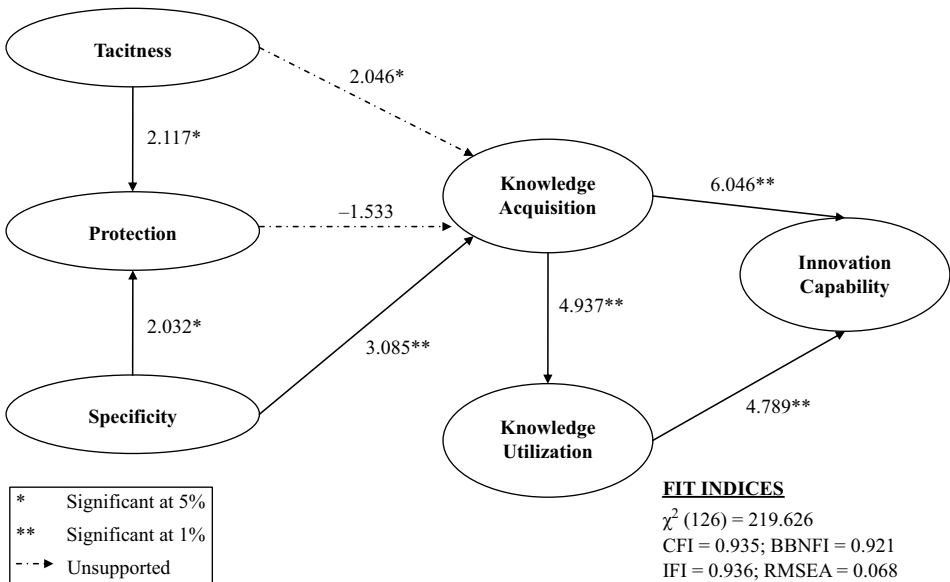 Tacitness
2.046*
2.117*
Knowledge
Acquisition
6.046**
Protection
–1.533
Innovation
Capability
4.937**
2.032*
3.085**
Specificity
Knowledge
Utilization
4.789**
* Significant at 5%
** Significant at 1%
Unsupported
FIT INDICES
χ² (126) = 219.626
CFI = 0.935; BBNFI = 0.921
IFI = 0.936; RMSEA = 0.068